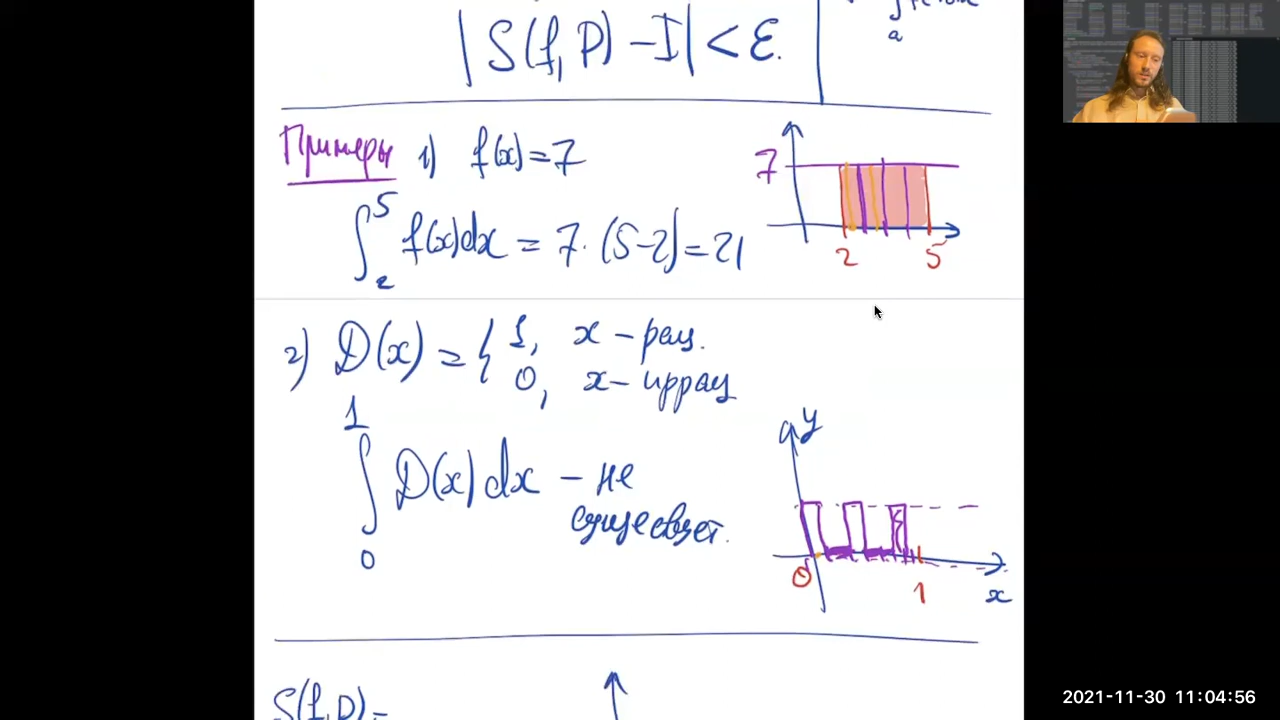 |S(f, P) - I| < ε.
a
Примеры 1) f(x) = 7
∫₂⁵ f(x)dx = 7 · (5-2) = 21
7
2 5
2) D(x) = { 1, x - рац.
0, x - иррац
∫₀¹ D(x)dx - не
существует.
y
0 1 x
S(f, P) =
2021-11-30 11:04:56